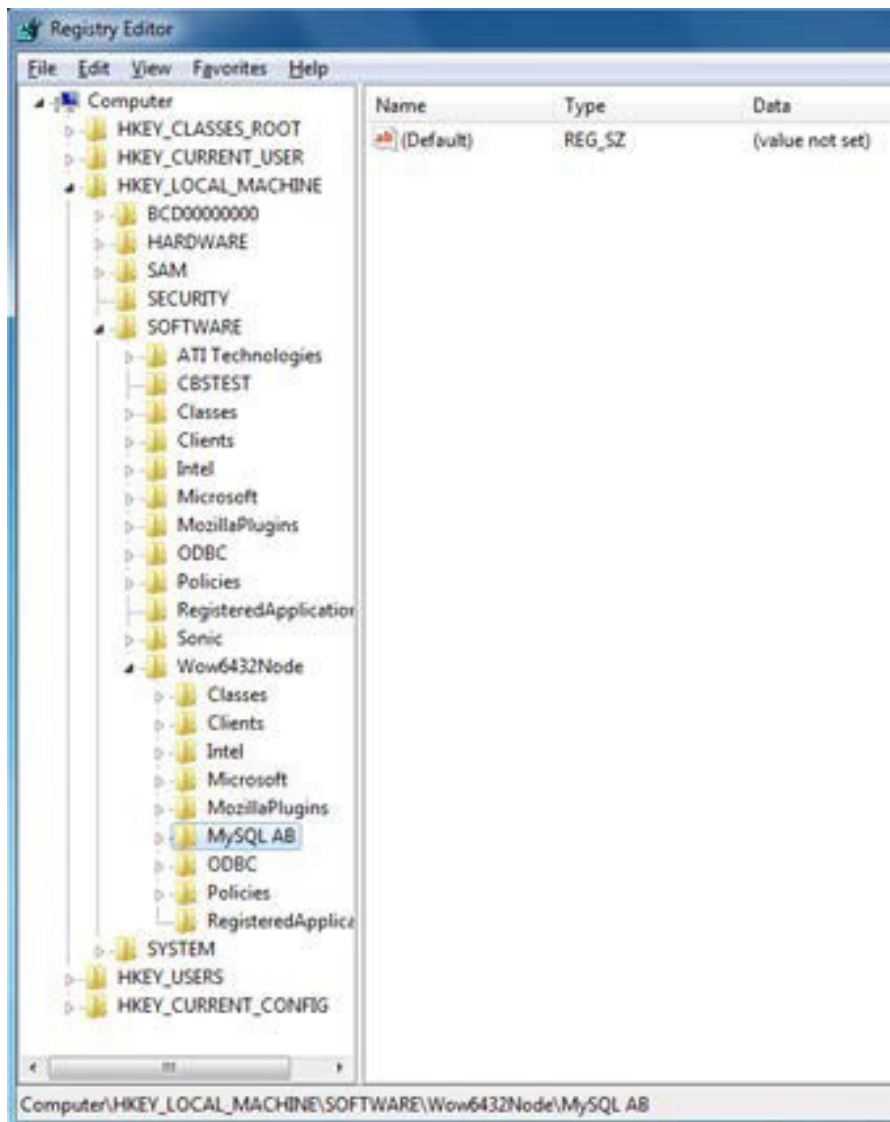 Registry Editor
File Edit View Favorites Help
Computer
HKEY_CLASSES_ROOT
HKEY_CURRENT_USER
HKEY_LOCAL_MACHINE
BCD00000000
HARDWARE
SAM
SECURITY
SOFTWARE
ATI Technologies
CBSTEST
Classes
Clients
Intel
Microsoft
MozillaPlugins
ODBC
Policies
RegisteredApplication
Sonic
Wow6432Node
Classes
Clients
Intel
Microsoft
MozillaPlugins
MySQL AB
ODBC
Policies
RegisteredApplica
SYSTEM
HKEY_USERS
HKEY_CURRENT_CONFIG
Name Type Data
ab (Default) REG_SZ (value not set)
Computer\HKEY_LOCAL_MACHINE\SOFTWARE\Wow6432Node\MySQL AB